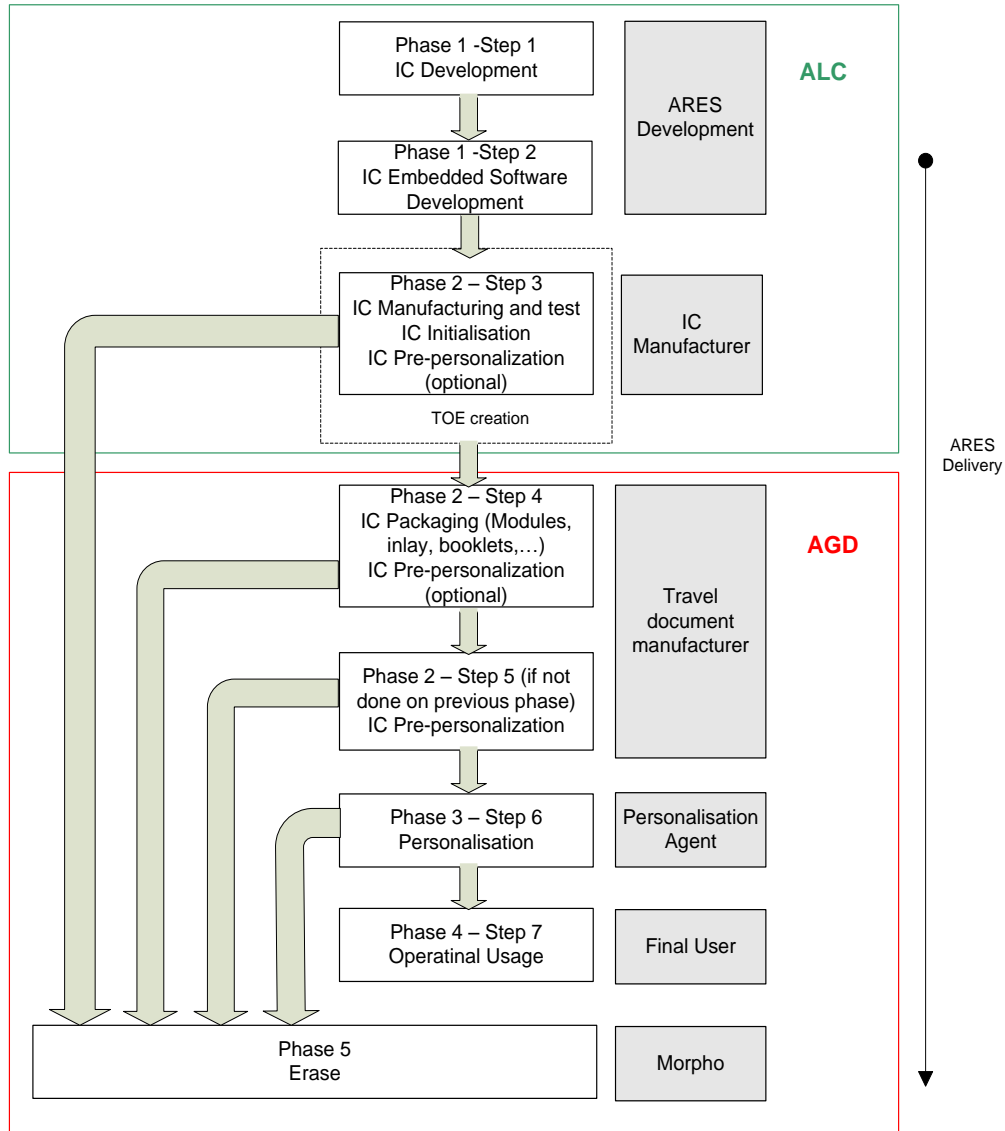 Phase 1 -Step 1
IC Development
ALC
ARES
Development
Phase 1 -Step 2
IC Embedded Software
Development
Phase 2 – Step 3
IC Manufacturing and test
IC Initialisation
IC Pre-personalization
(optional)
TOE creation
IC
Manufacturer
ARES
Delivery
Phase 2 – Step 4
IC Packaging (Modules,
inlay, booklets,…)
IC Pre-personalization
(optional)
AGD
Travel
document
manufacturer
Phase 2 – Step 5 (if not
done on previous phase)
IC Pre-personalization
Phase 3 – Step 6
Personalisation
Personalisation
Agent
Phase 4 – Step 7
Operatinal Usage
Final User
Phase 5
Erase
Morpho